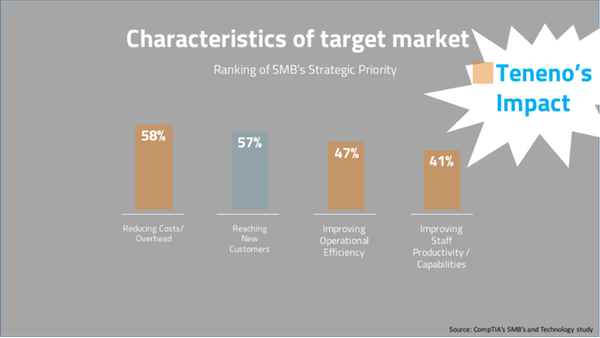 Characteristics of target market
Ranking of SMB's Strategic Priority
Teneno's
Impact
58%
57%
47%
41%
Reducing Costs/
Overhead
Reaching
New
Customers
Improving
Operational
Efficiency
Improving
Staff
Productivity /
Capabilities
Source: CompTIA's SMB's and Technology study